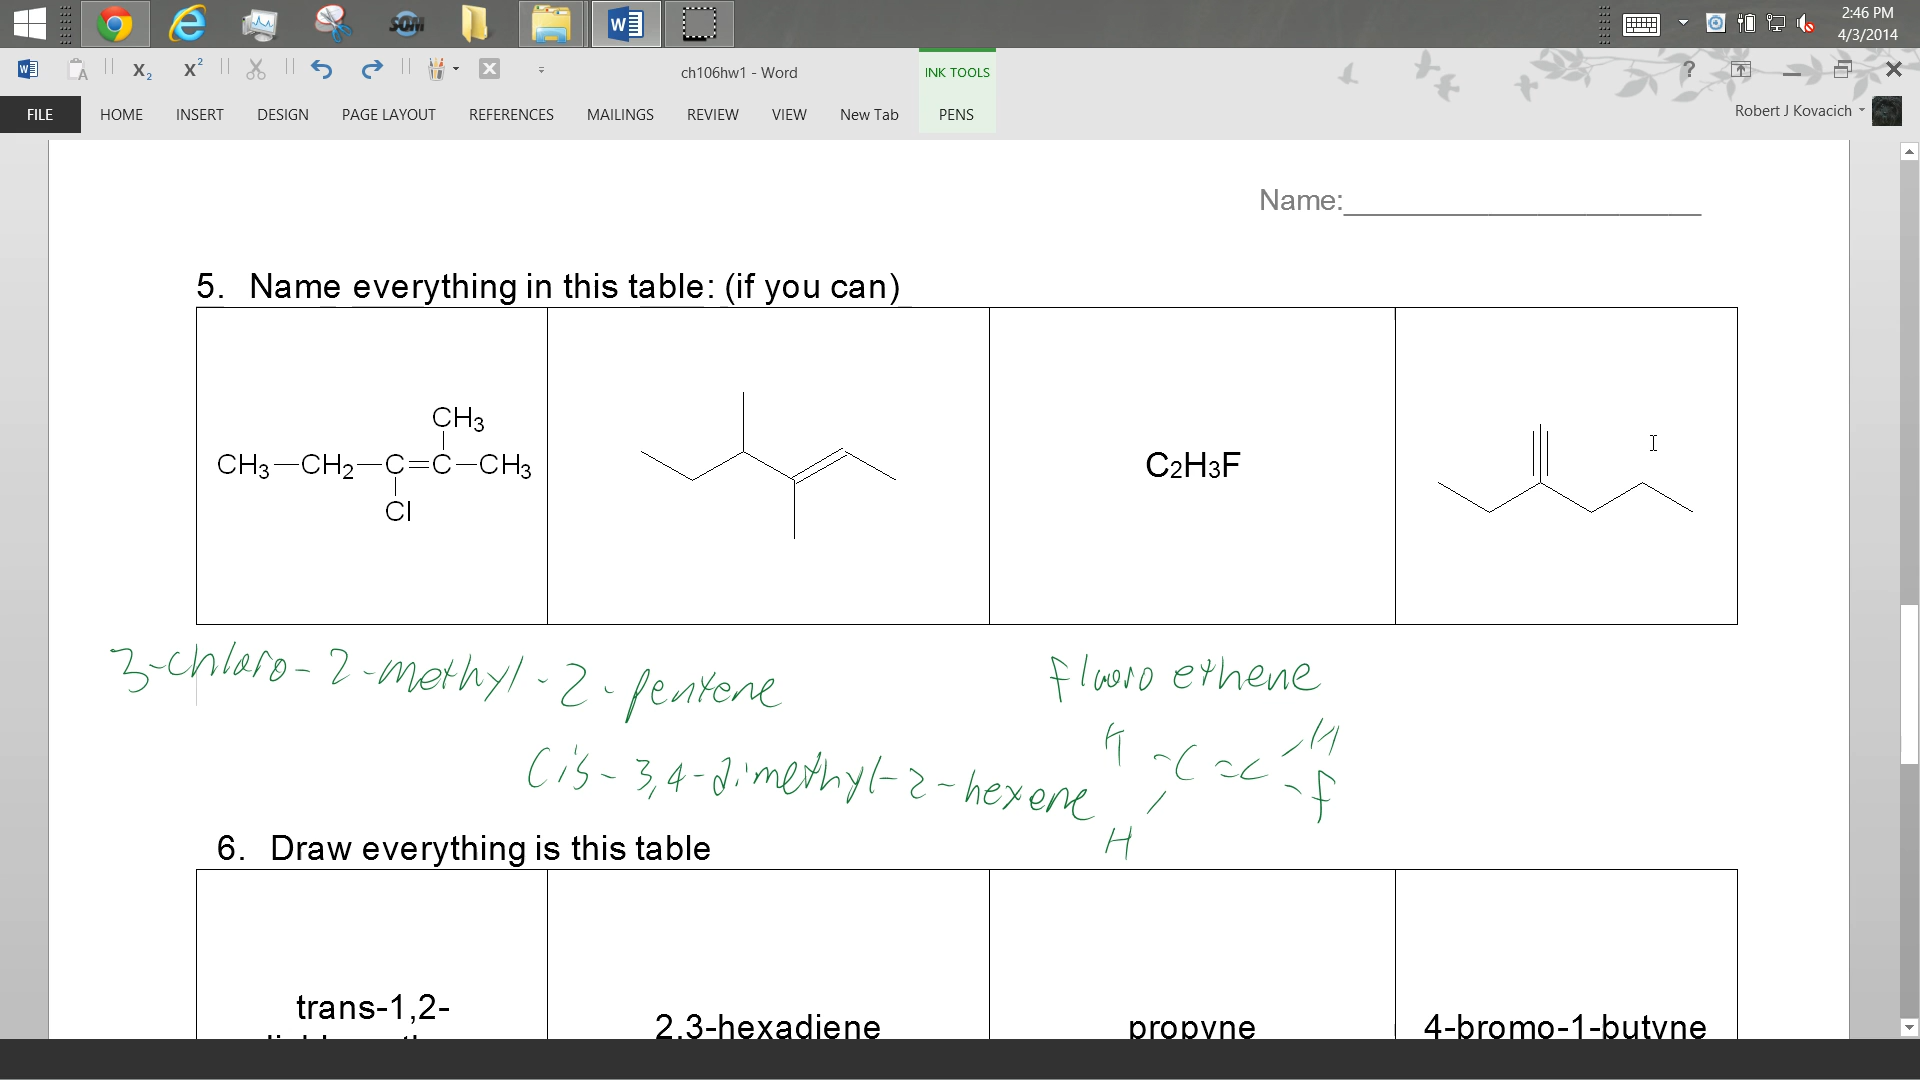 2:46 PM
4/3/2014
SQM
ch106hw1 - Word
INK TOOLS
FILE HOME INSERT DESIGN PAGE LAYOUT REFERENCES MAILINGS REVIEW VIEW New Tab PENS
Robert J Kovacich
Name:
5. Name everything in this table: (if you can)
CH3
CH3—CH2—C=C—CH3
Cl
C2H3F
3-chloro-2-methyl-2-pentene
fluoro ethene
Cis-3,4-dimethyl-2-hexene
H H
C=C
F
H
6. Draw everything is this table
trans-1,2-
2,3-hexadiene
propyne
4-bromo-1-butyne